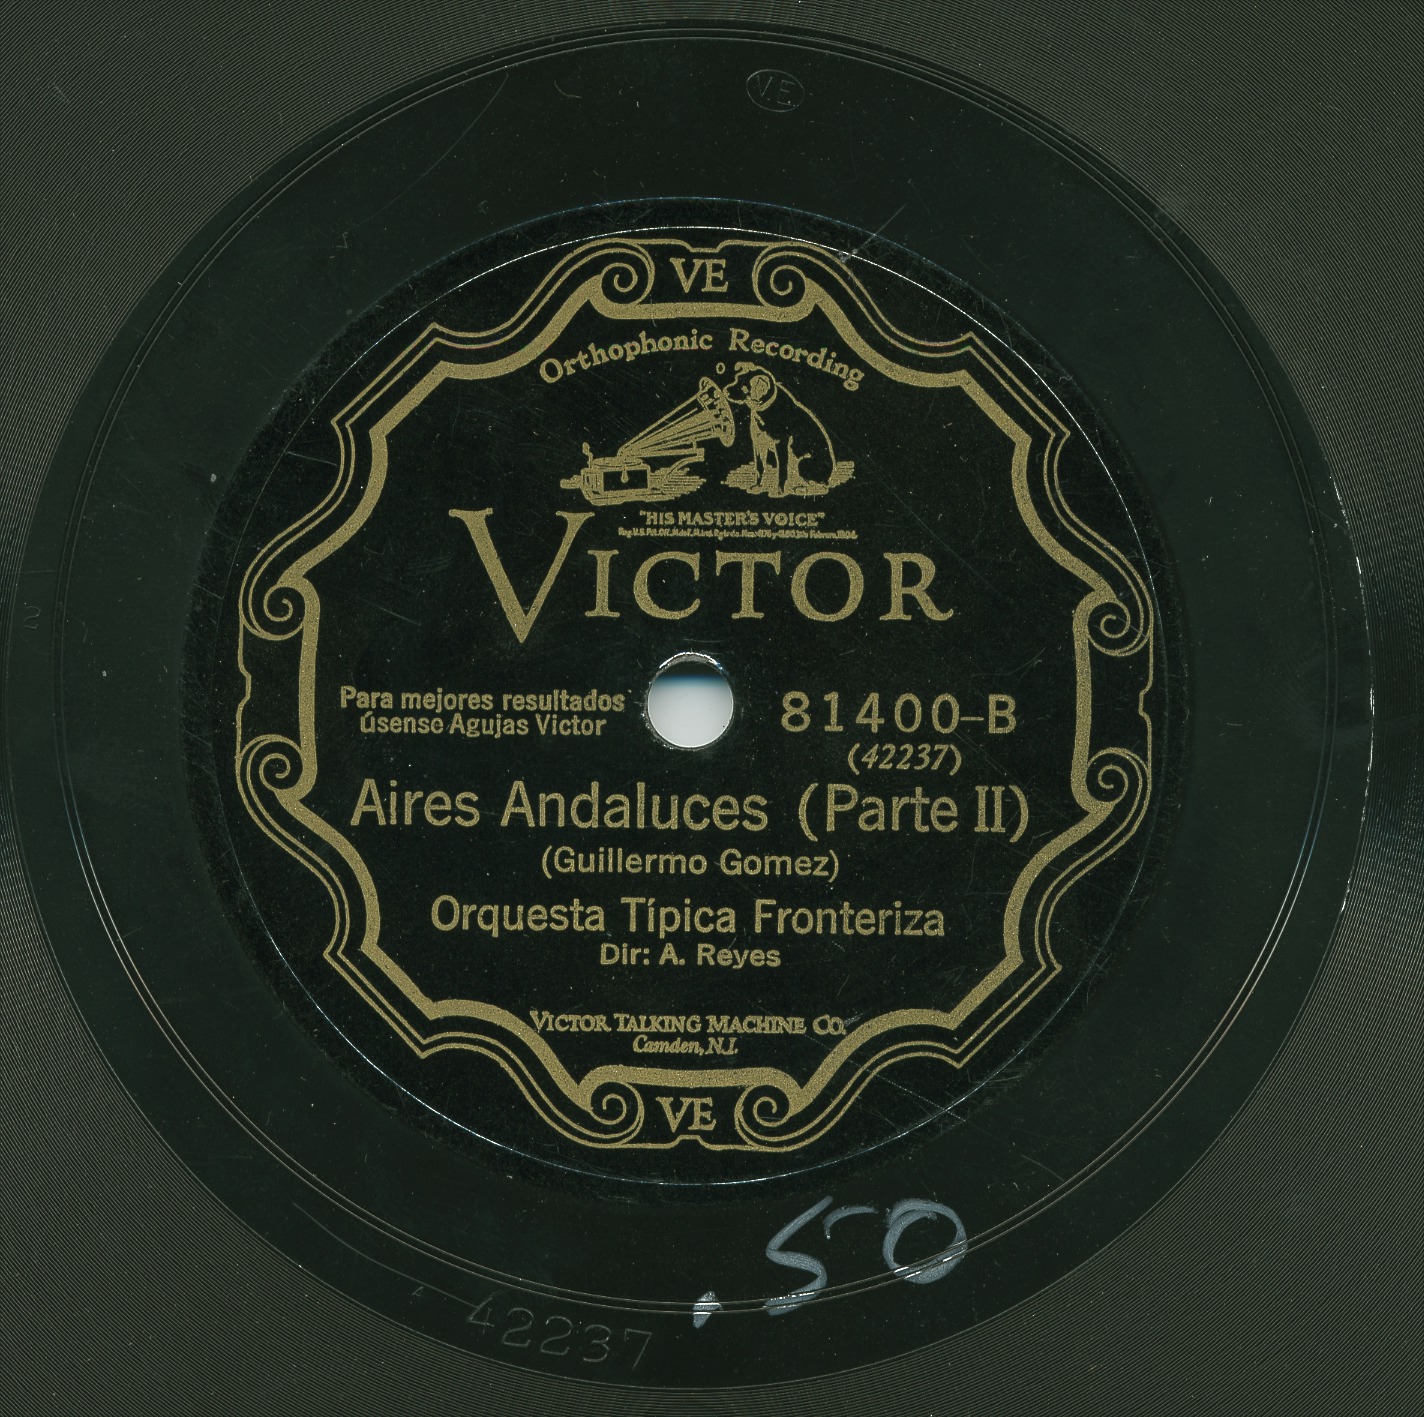 VE
VE
Orthophonic Recording
"HIS MASTER'S VOICE"
VICTOR
Para mejores resultados
úsense Agujas Victor
81400-B
(42237)
Aires Andaluces (Parte II)
(Guillermo Gomez)
Orquesta Típica Fronteriza
Dir: A. Reyes
VICTOR TALKING MACHINE CO.
Camden, N.J.
VE
.50
42237